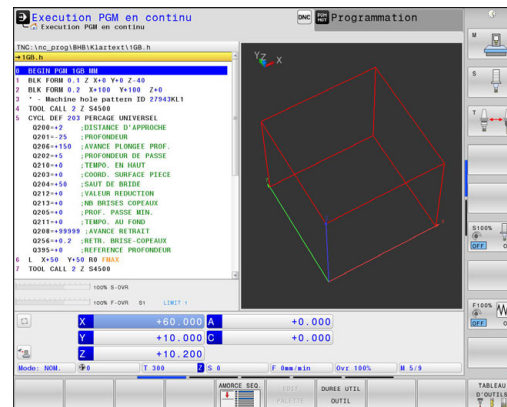 Execution PGM en continu
Execution PGM en continu
DNC
Programmation
TNC:\nc_prog\BHB\Klartext\1GB.h
→1GB.h
0 BEGIN PGM 1GB MM
1 BLK FORM 0.1 Z X+0 Y+0 Z-40
2 BLK FORM 0.2 X+100 Y+100 Z+0
3 * - Machine hole pattern ID 27943KL1
4 TOOL CALL 2 Z S4500
5 CYCL DEF 203 PERCAGE UNIVERSEL
Q200=+2 ;DISTANCE D'APPROCHE
Q201=-25 ;PROFONDEUR
Q206=+150 ;AVANCE PLONGEE PROF.
Q202=+5 ;PROFONDEUR DE PASSE
Q210=+0 ;TEMPO. EN HAUT
Q203=+0 ;COORD. SURFACE PIECE
Q204=+50 ;SAUT DE BRIDE
Q212=+0 ;VALEUR REDUCTION
Q213=+0 ;NB BRISES COPEAUX
Q205=+0 ;PROF. PASSE MIN.
Q211=+0 ;TEMPO. AU FOND
Q208=+99999 ;AVANCE RETRAIT
Q256=+0.2 ;RETR. BRISE-COPEAUX
Q395=+0 ;REFERENCE PROFONDEUR
6 L X+50 Y+50 R0 FMAX
7 TOOL CALL 2 Z S4500
Y Z X
M
S
T
100% S-OVR
100% F-OVR S1 LIMIT 1
S100%
OFF
F100%
OFF
X +60.000 A +0.000
Y +10.000 C +0.000
Z +10.200
Mode: NOM. T 300 Z S 0 F 0mm/min Ovr 100% M 5/9
AMORCE SEQ.
EDIT PALETTE
DUREE UTIL OUTIL
TABLEAU D'OUTILS